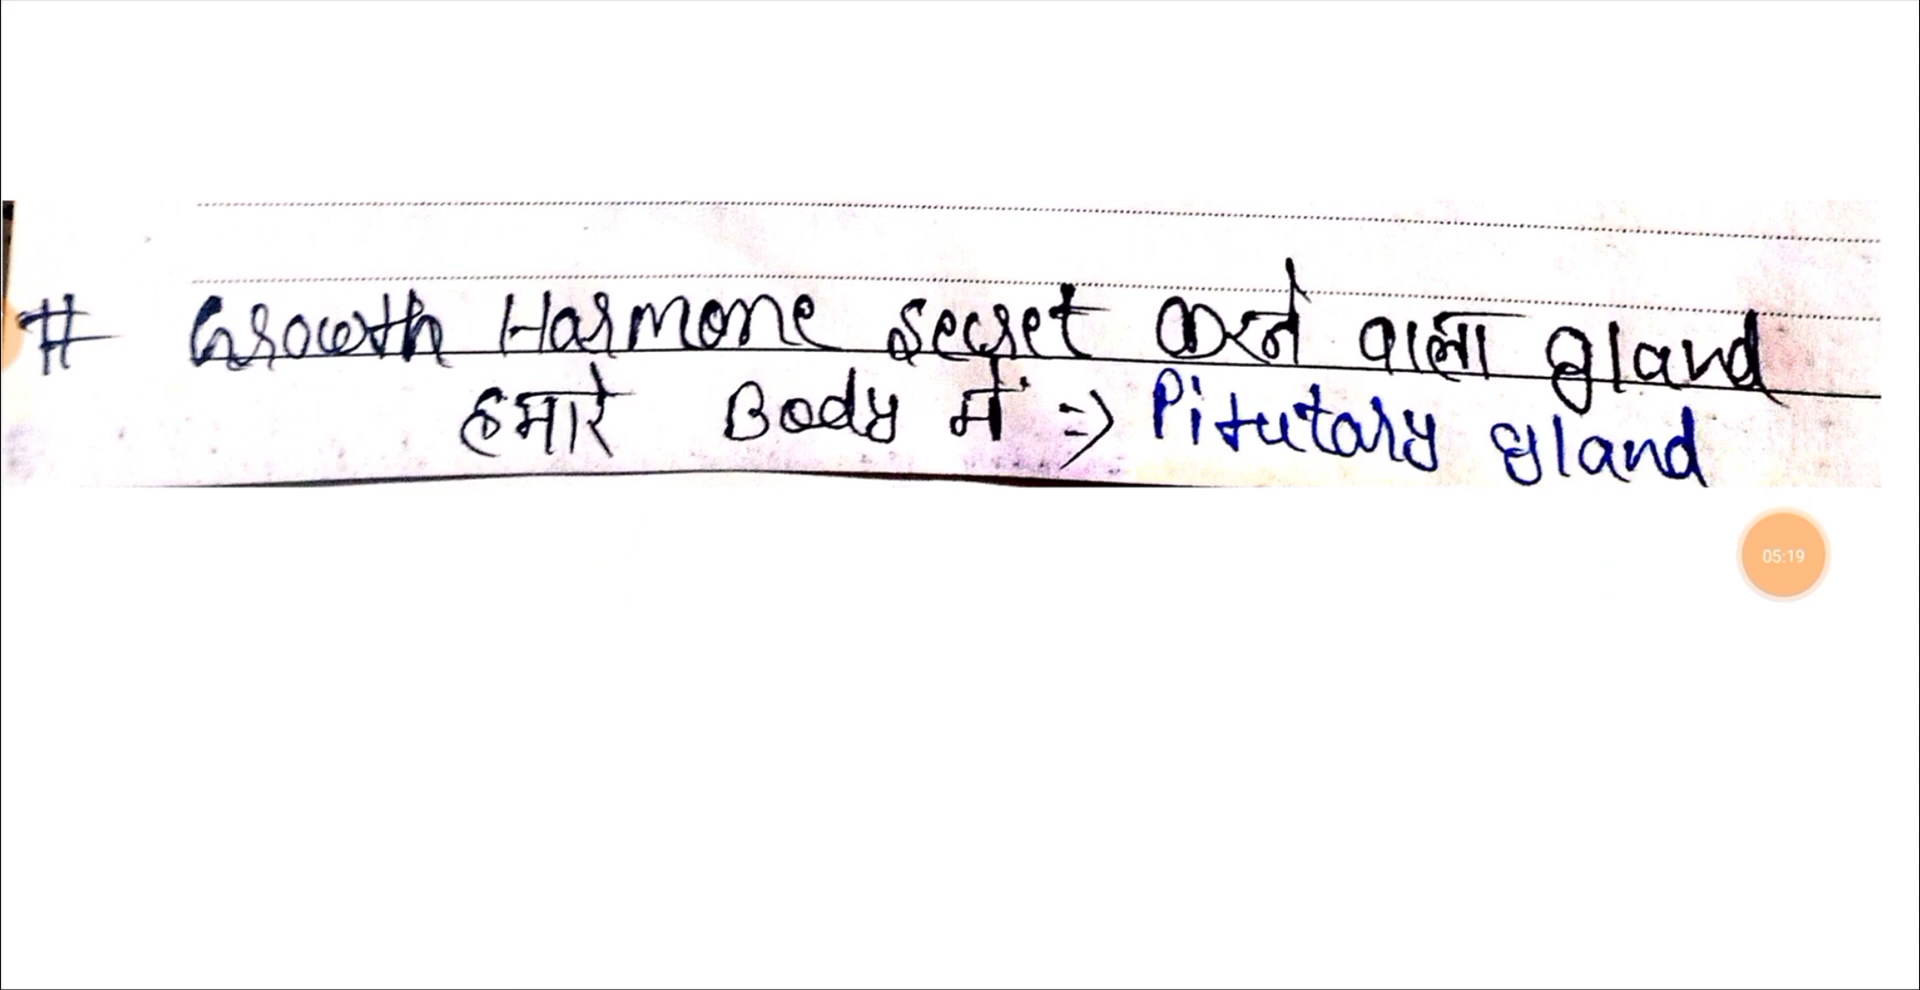 # Growth Harmone secret करने वाला gland
हमारे Body में => Pitutary gland
05:19